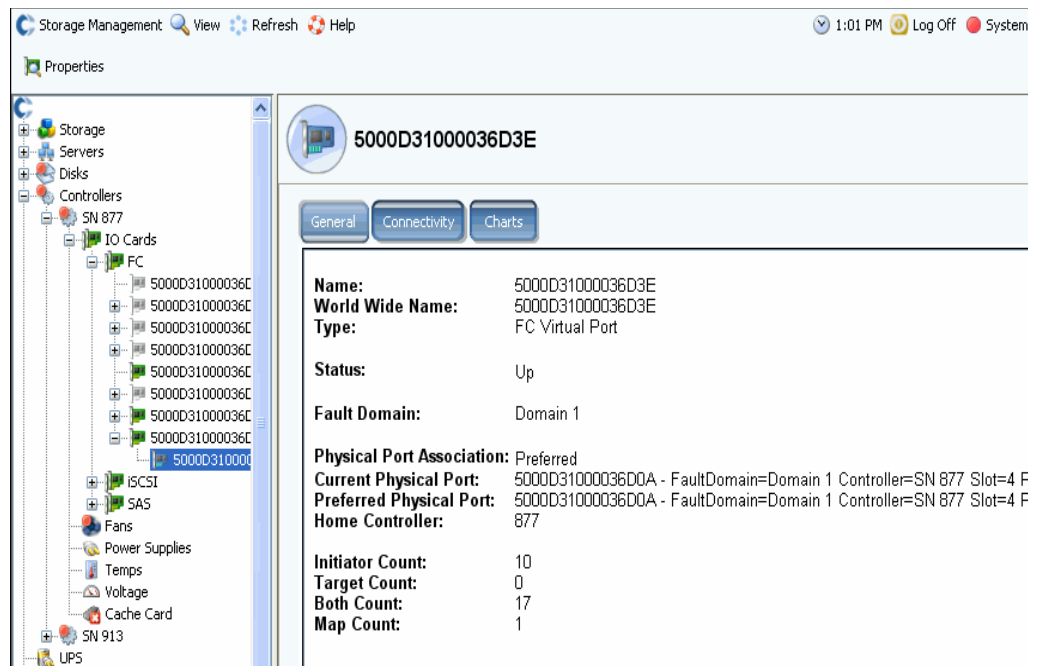 Storage Management View Refresh Help 1:01 PM Log Off System
Properties
Storage
Servers
Disks
Controllers
SN 877
IO Cards
FC
5000D31000036D
5000D31000036D
5000D31000036D
5000D31000036D
5000D31000036D
5000D31000036D
5000D31000036D
5000D31000036D
5000D310000
iSCSI
SAS
Fans
Power Supplies
Temps
Voltage
Cache Card
SN 913
UPS
5000D31000036D3E
General Connectivity Charts
Name: 5000D31000036D3E
World Wide Name: 5000D31000036D3E
Type: FC Virtual Port
Status: Up
Fault Domain: Domain 1
Physical Port Association: Preferred
Current Physical Port: 5000D31000036D0A - FaultDomain=Domain 1 Controller=SN 877 Slot=4 P
Preferred Physical Port: 5000D31000036D0A - FaultDomain=Domain 1 Controller=SN 877 Slot=4 P
Home Controller: 877
Initiator Count: 10
Target Count: 0
Both Count: 17
Map Count: 1